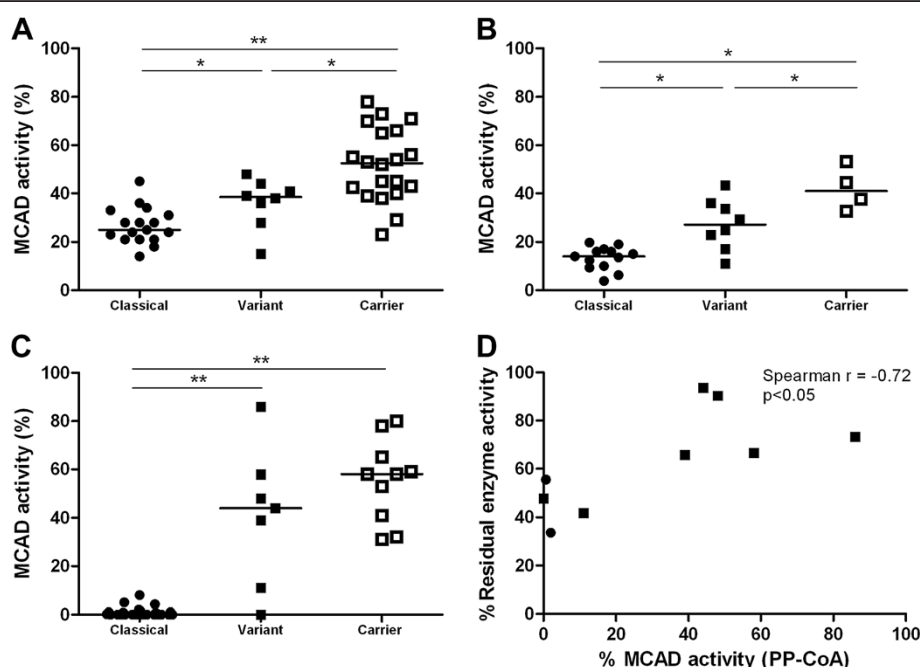 A
**
*
*
MCAD activity (%)
100
80
60
40
20
0
Classical
Variant
Carrier
B
*
*
*
MCAD activity (%)
100
80
60
40
20
0
Classical
Variant
Carrier
C
**
**
MCAD activity (%)
100
80
60
40
20
0
Classical
Variant
Carrier
D
Spearman r = -0.72
p<0.05
% Residual enzyme activity
100
80
60
40
20
0
0
20
40
60
80
100
% MCAD activity (PP-CoA)